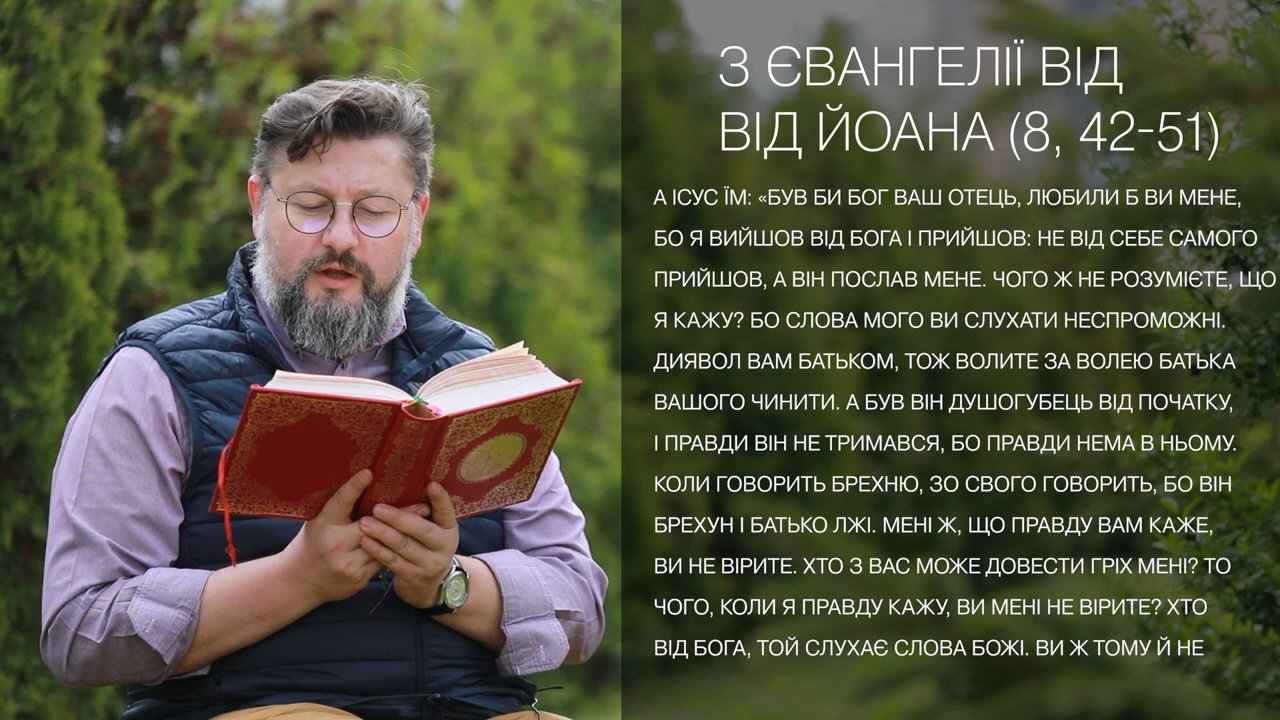 З ЄВАНГЕЛІЇ ВІД
ВІД ЙОАНА (8, 42-51)
А ІСУС ЇМ: «БУВ БИ БОГ ВАШ ОТЕЦЬ, ЛЮБИЛИ Б ВИ МЕНЕ,
БО Я ВИЙШОВ ВІД БОГА І ПРИЙШОВ: НЕ ВІД СЕБЕ САМОГО
ПРИЙШОВ, А ВІН ПОСЛАВ МЕНЕ. ЧОГО Ж НЕ РОЗУМІЄТЕ, ЩО
Я КАЖУ? БО СЛОВА МОГО ВИ СЛУХАТИ НЕСПРОМОЖНІ.
ДИЯВОЛ ВАМ БАТЬКОМ, ТОЖ ВОЛИТЕ ЗА ВОЛЕЮ БАТЬКА
ВАШОГО ЧИНИТИ. А БУВ ВІН ДУШОГУБЕЦЬ ВІД ПОЧАТКУ,
І ПРАВДИ ВІН НЕ ТРИМАВСЯ, БО ПРАВДИ НЕМА В НЬОМУ.
КОЛИ ГОВОРИТЬ БРЕХНЮ, ЗО СВОГО ГОВОРИТЬ, БО ВІН
БРЕХУН І БАТЬКО ЛЖІ. МЕНІ Ж, ЩО ПРАВДУ ВАМ КАЖЕ,
ВИ НЕ ВІРИТЕ. ХТО З ВАС МОЖЕ ДОВЕСТИ ГРІХ МЕНІ? ТО
ЧОГО, КОЛИ Я ПРАВДУ КАЖУ, ВИ МЕНІ НЕ ВІРИТЕ? ХТО
ВІД БОГА, ТОЙ СЛУХАЄ СЛОВА БОЖІ. ВИ Ж ТОМУ Й НЕ